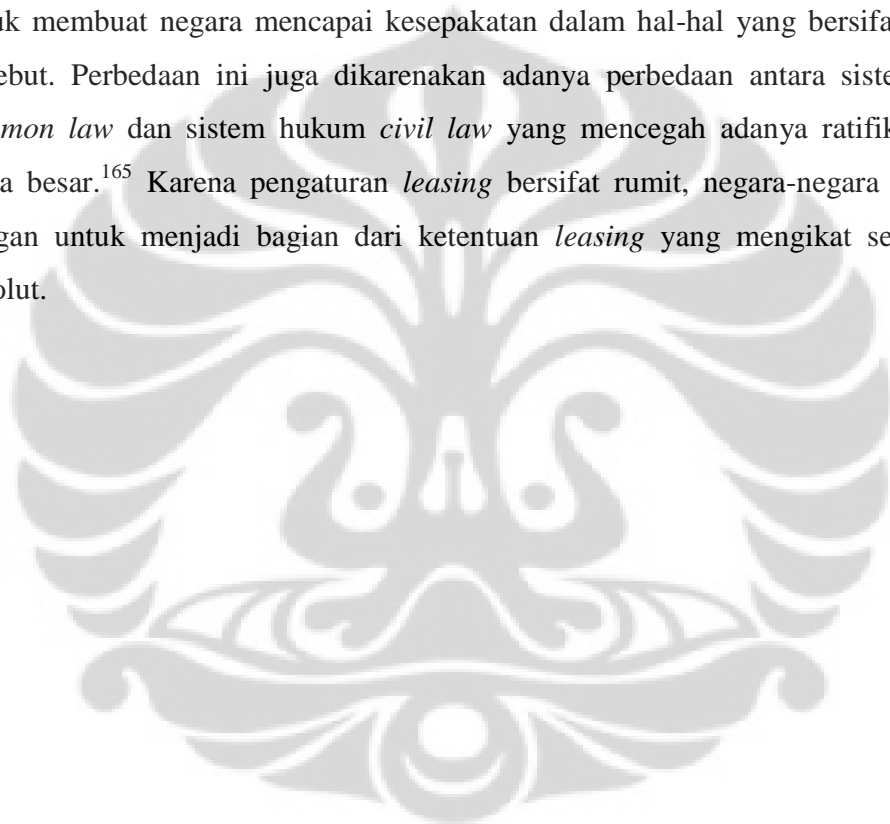 uk membuat negara mencapai kesepakatan dalam hal-hal yang bersifa
ebut. Perbedaan ini juga dikarenakan adanya perbedaan antara siste
mon law dan sistem hukum civil law yang mencegah adanya ratifik
a besar.165 Karena pengaturan leasing bersifat rumit, negara-negara
gan untuk menjadi bagian dari ketentuan leasing yang mengikat se
olut.